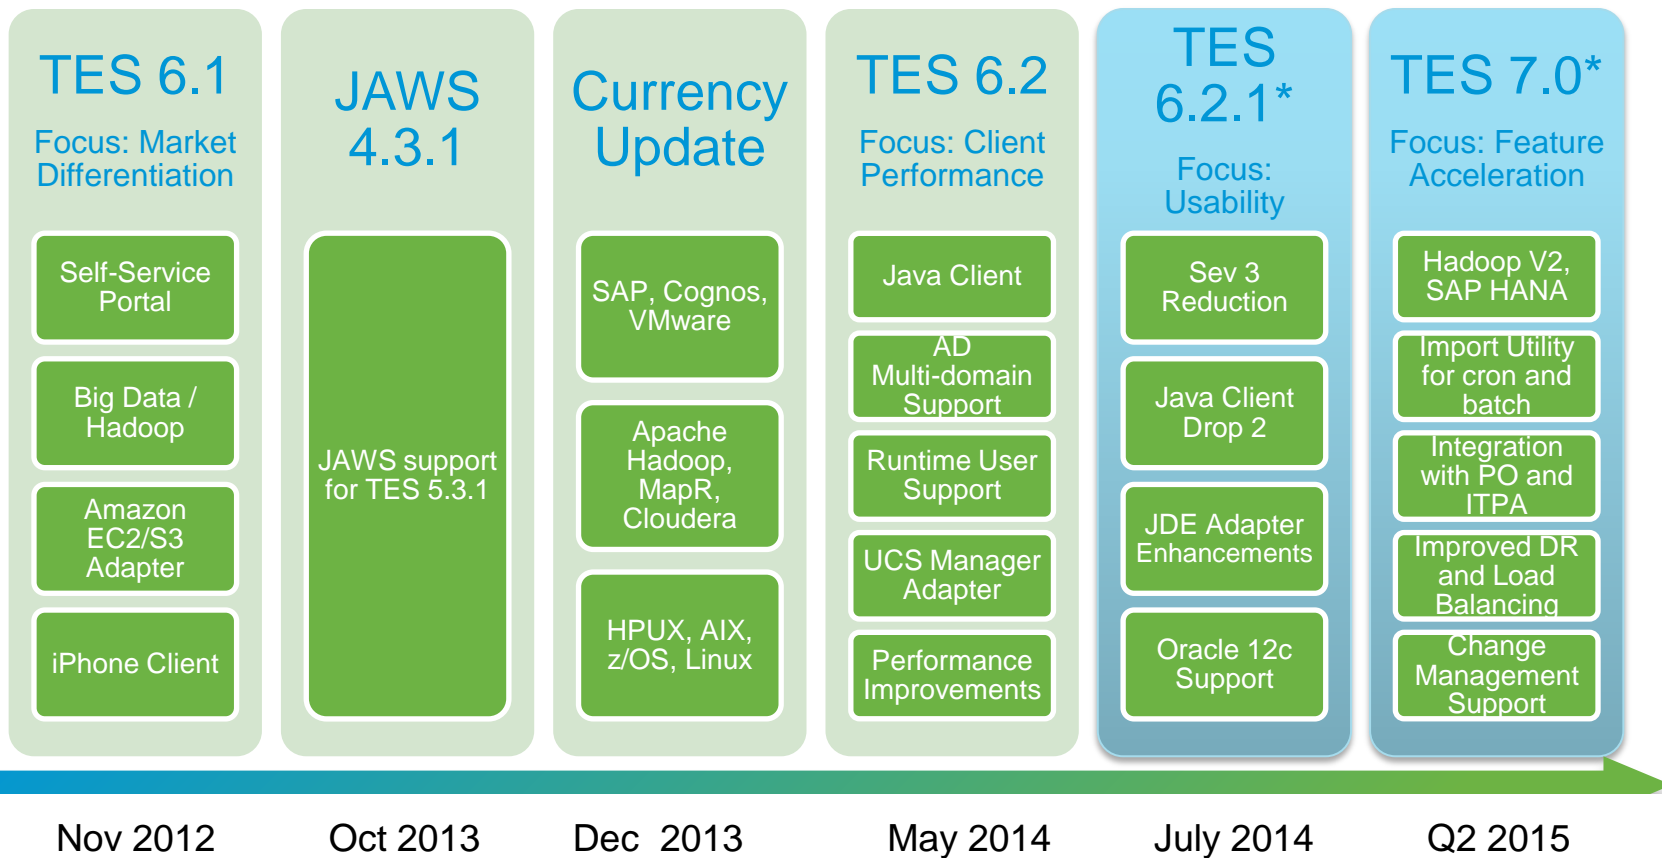 TES 6.1
Focus: Market
Differentiation
Self-Service
Portal
Big Data /
Hadoop
Amazon
EC2/S3
Adapter
iPhone Client
JAWS
4.3.1
JAWS support
for TES 5.3.1
Currency
Update
SAP, Cognos,
VMware
Apache
Hadoop,
MapR,
Cloudera
HPUX, AIX,
z/OS, Linux
TES 6.2
Focus: Client
Performance
Java Client
AD
Multi-domain
Support
Runtime User
Support
UCS Manager
Adapter
Performance
Improvements
TES
6.2.1*
Focus:
Usability
Sev 3
Reduction
Java Client
Drop 2
JDE Adapter
Enhancements
Oracle 12c
Support
TES 7.0*
Focus: Feature
Acceleration
Hadoop V2,
SAP HANA
Import Utility
for cron and
batch
Integration
with PO and
ITPA
Improved DR
and Load
Balancing
Change
Management
Support
Nov 2012
Oct 2013
Dec  2013
May 2014
July 2014
Q2 2015